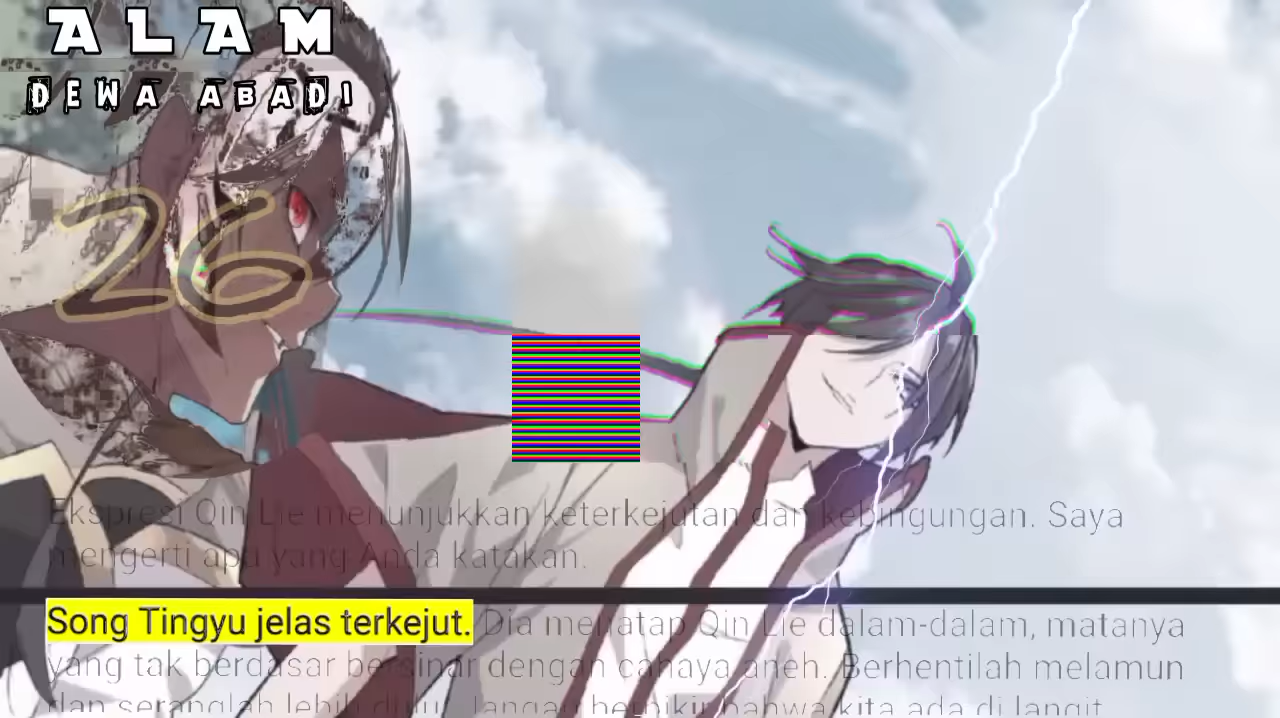 ALAM
DEWA ABADI
26
Ekspresi Qin Lie menunjukkan keterkejutan dan kebingungan. Saya
mengerti apa yang Anda katakan.
Song Tingyu jelas terkejut. Dia menatap Qin Lie dalam-dalam, matanya
yang tak berdasar bersinar dengan cahaya aneh. Berhentilah melamun
dan seranglah lebih dulu. Jangan berpikir bahwa kita ada di langit